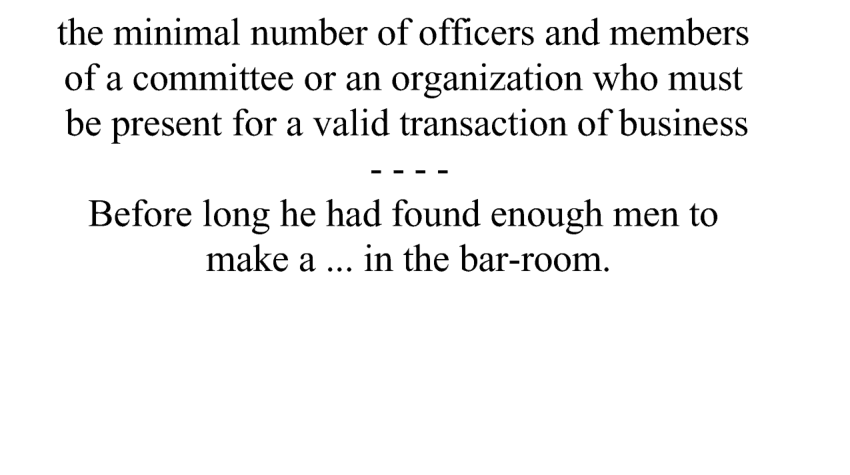 the minimal number of officers and members
of a committee or an organization who must
be present for a valid transaction of business
- - - -
Before long he had found enough men to
make a ... in the bar-room.